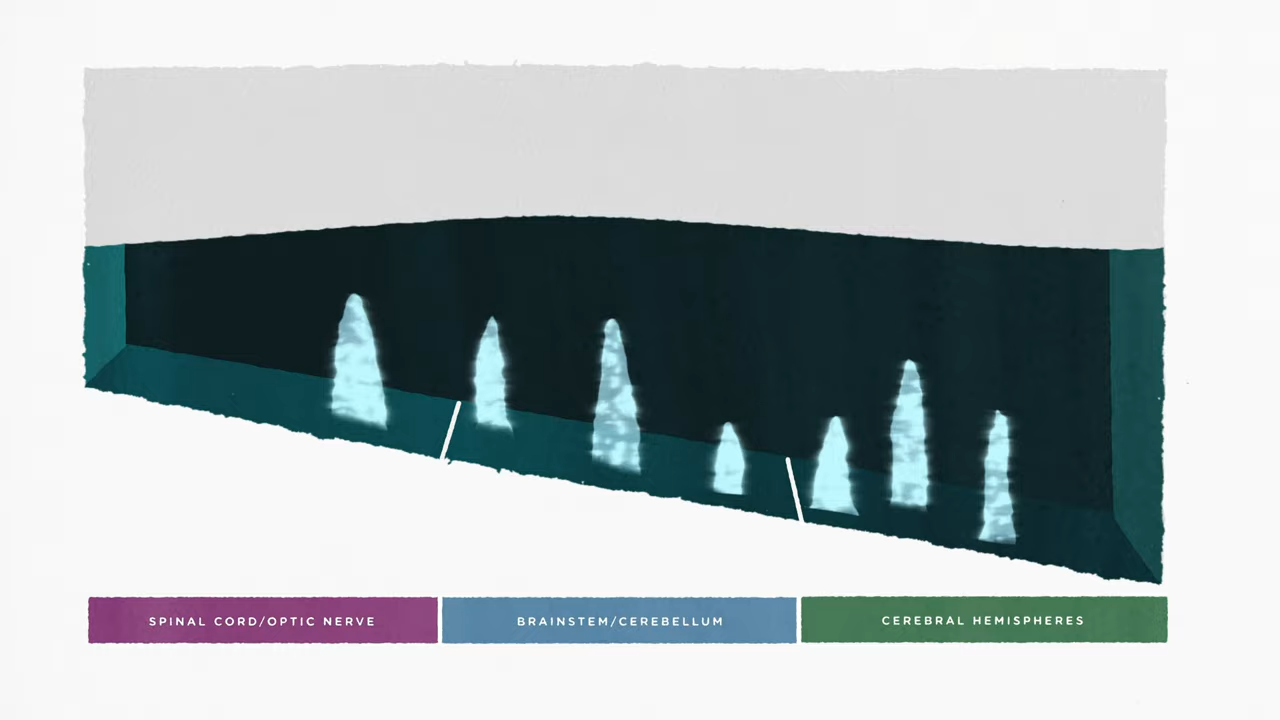 SPINAL CORD/OPTIC NERVE
BRAINSTEM/CEREBELLUM
CEREBRAL HEMISPHERES